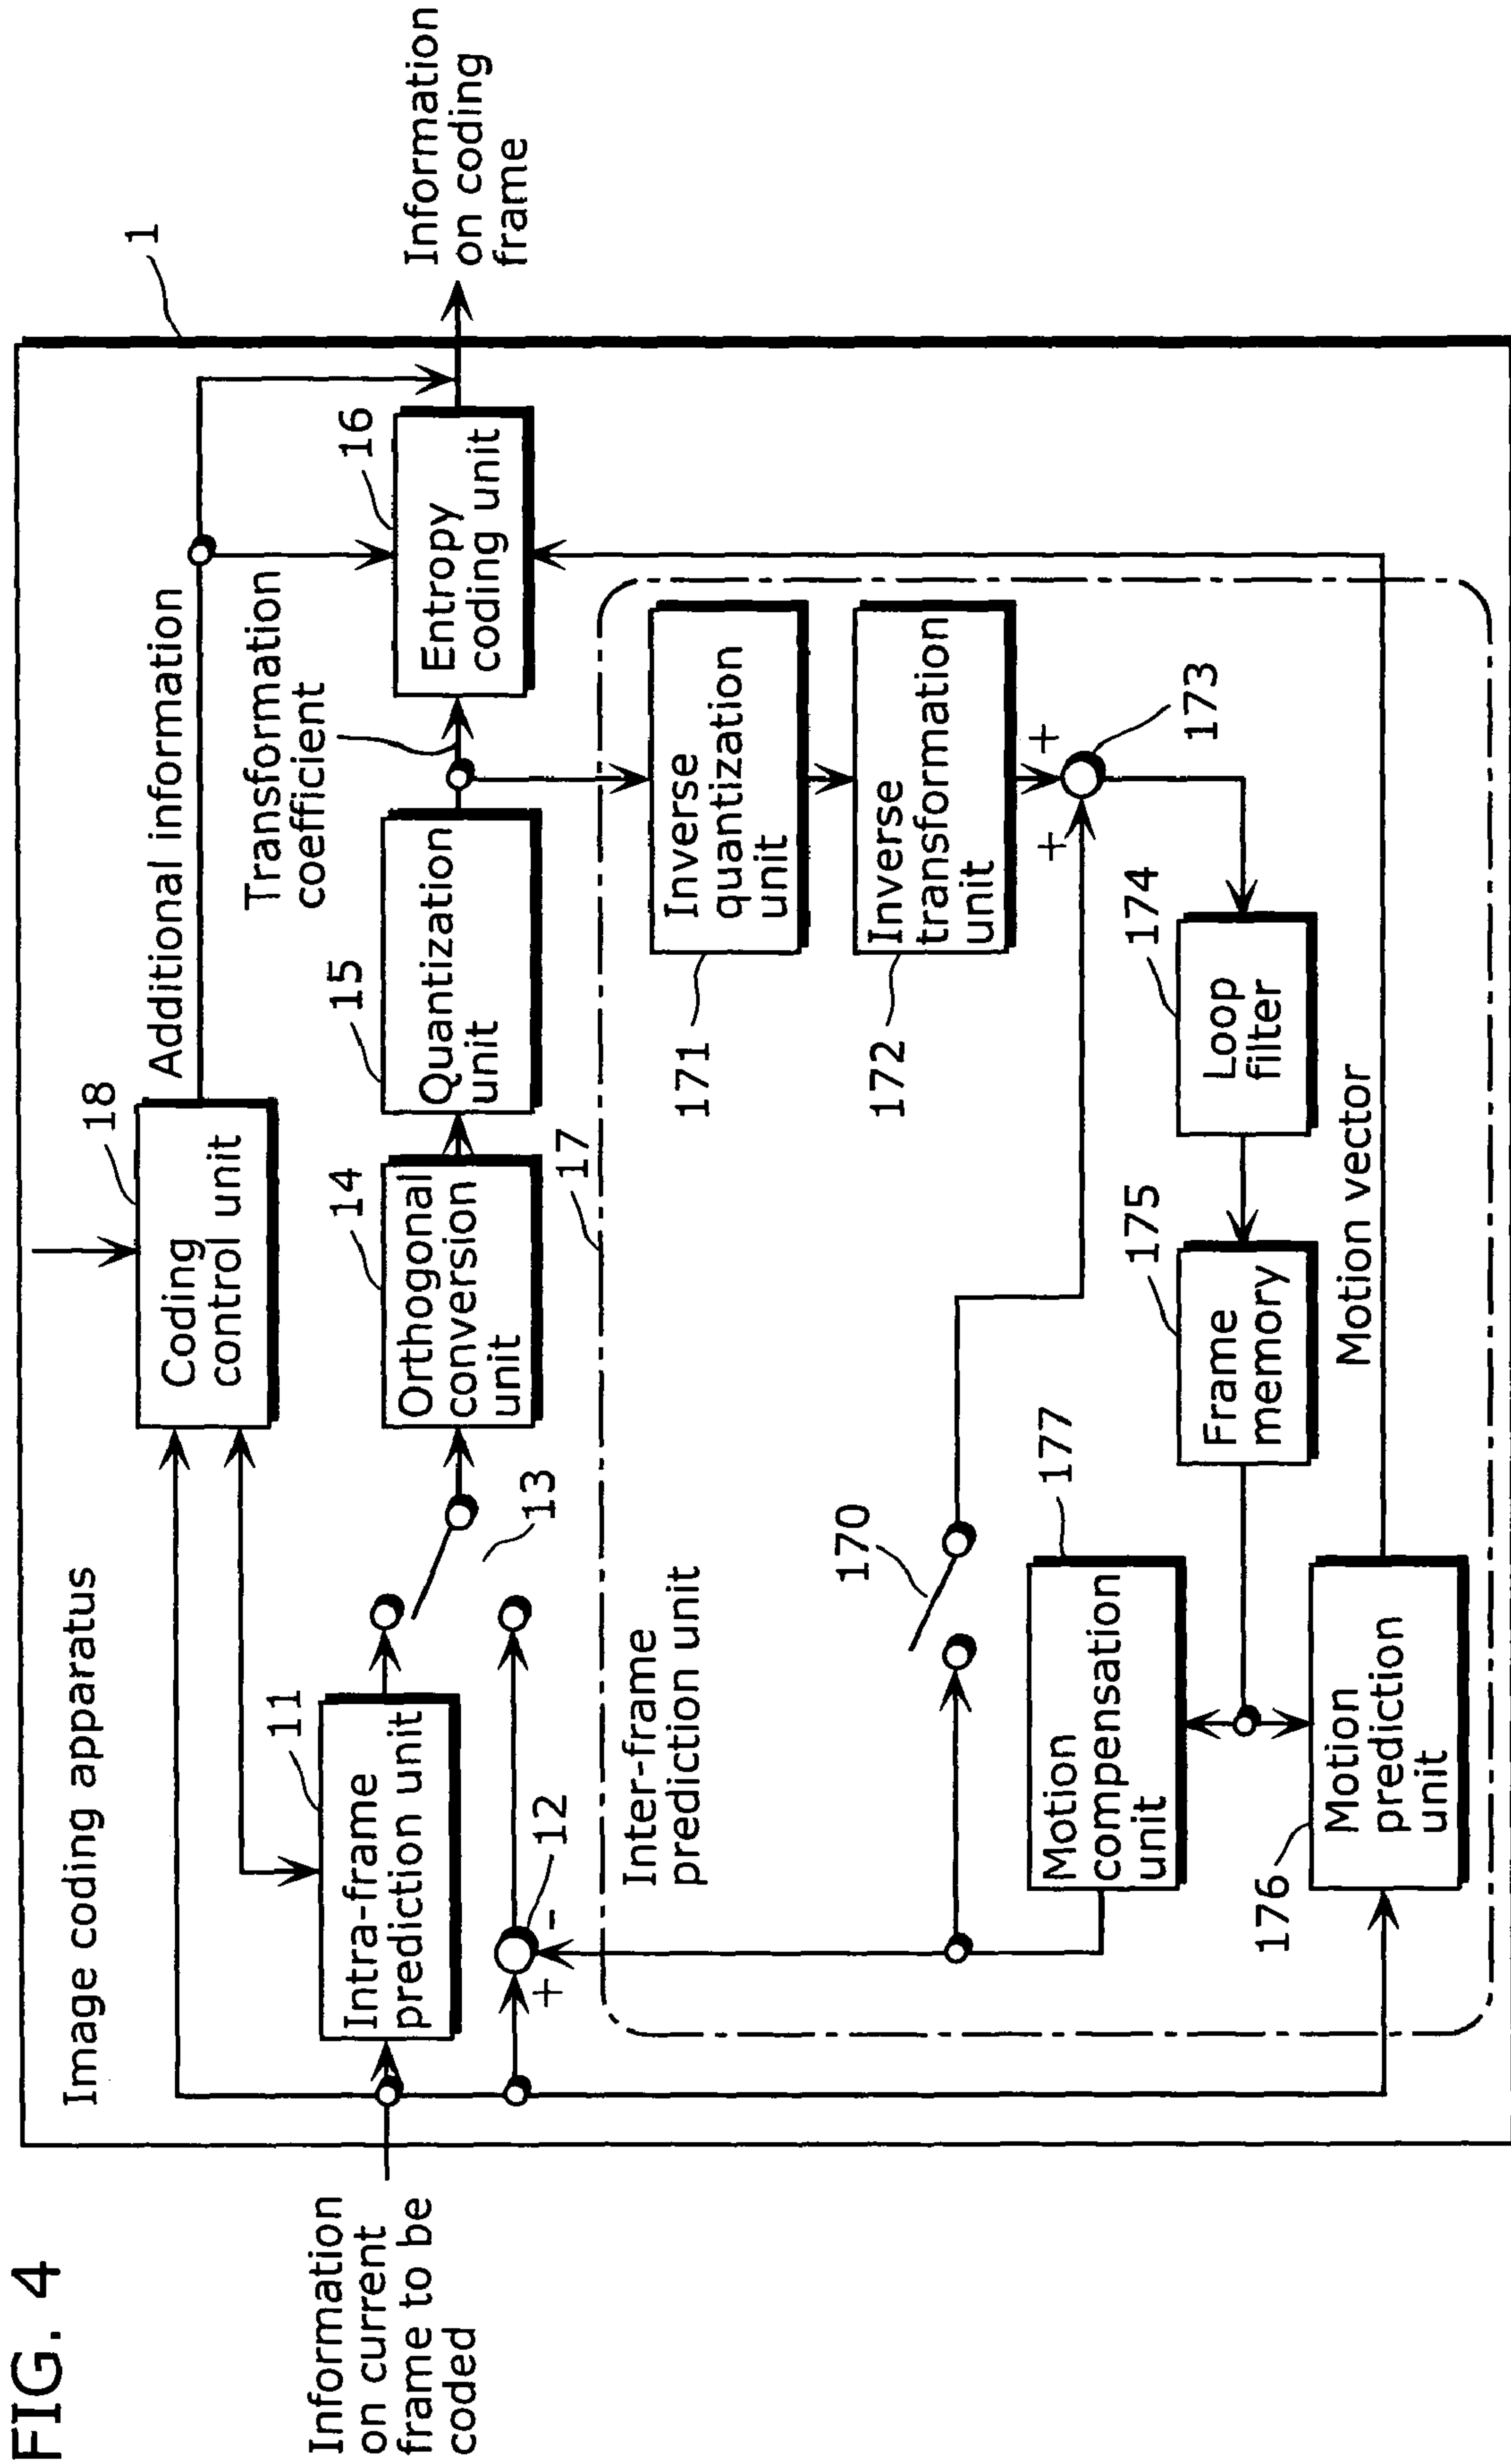 FIG. 4
Image coding apparatus
1
Information
on current
frame to be
coded
18
Coding
control unit
Additional information
11
Intra-frame
prediction unit
13
14
Orthogonal
conversion
unit
15
Quantization
unit
Transformation
coefficient
16
Entropy
coding unit
Information
on coding
frame
12
+
-
17
Inter-frame
prediction unit
170
171
Inverse
quantization
unit
172
Inverse
transformation
unit
+
+
173
174
Loop
filter
175
Frame
memory
177
Motion
compensation
unit
176
Motion
prediction
unit
Motion vector